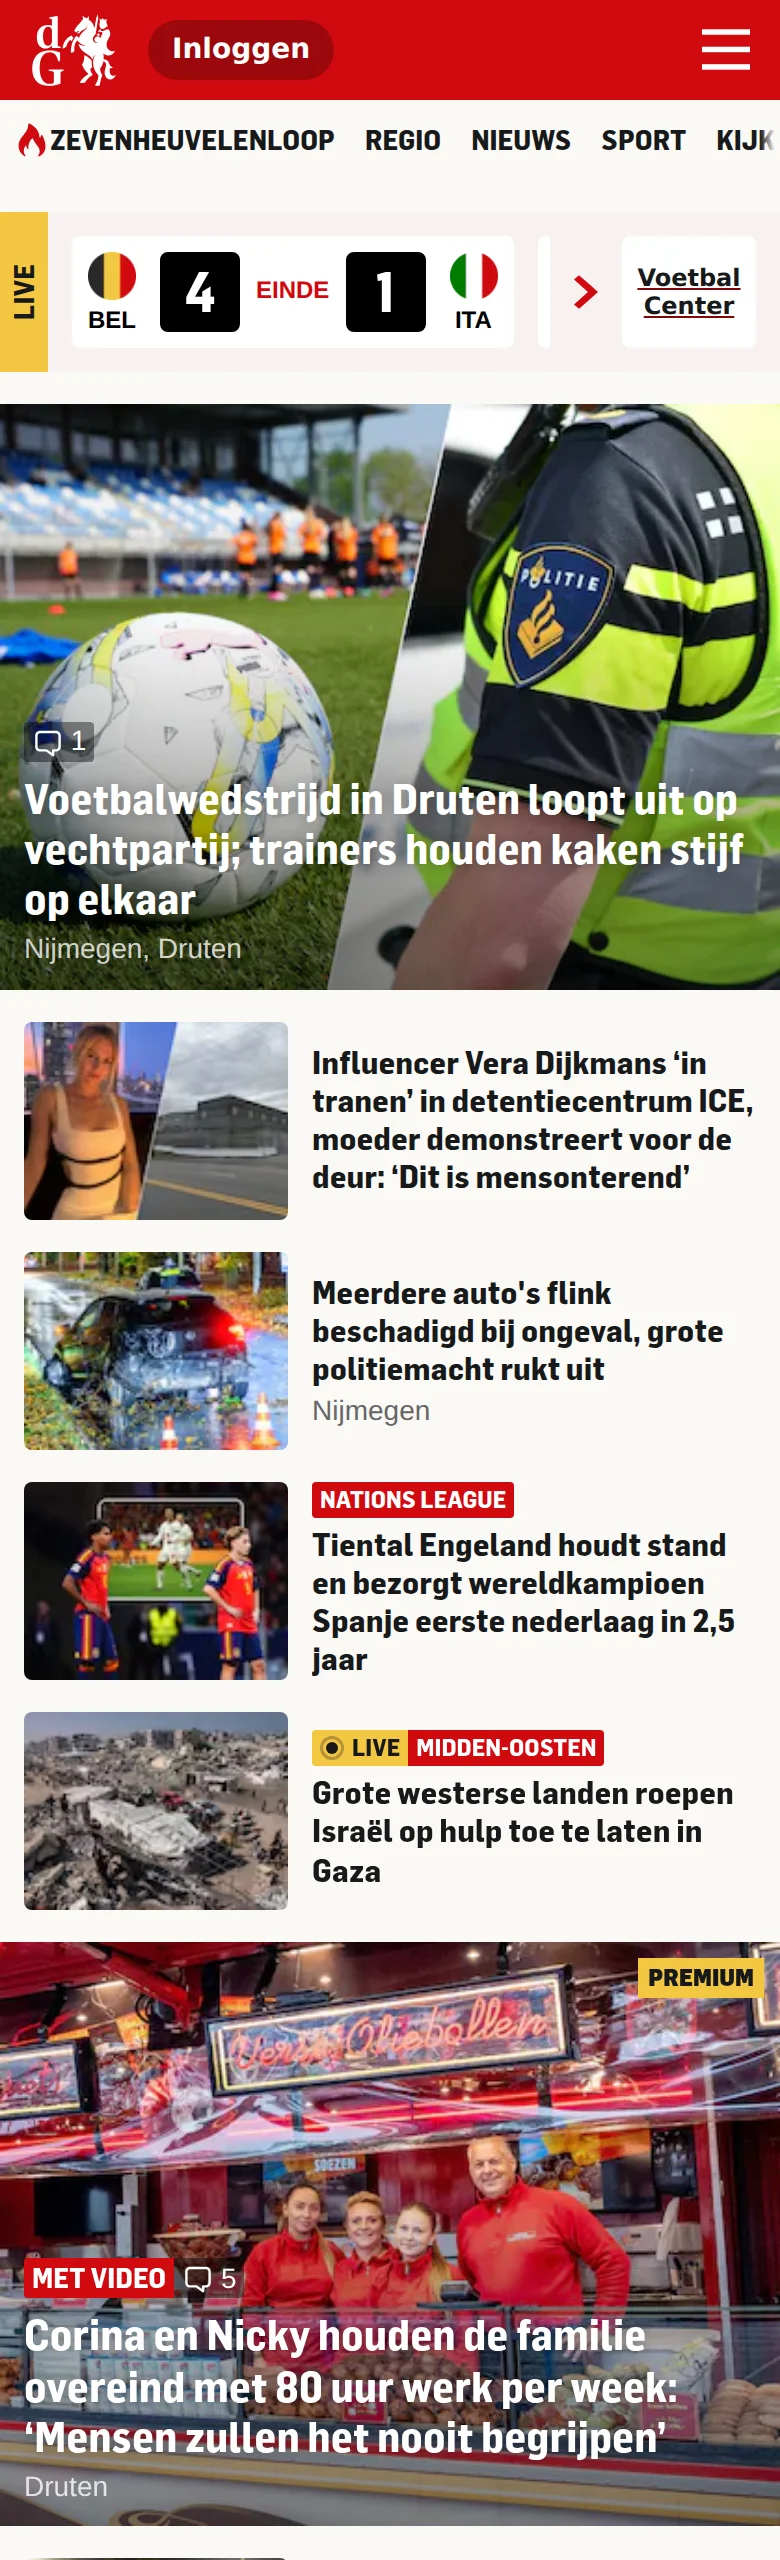 dG
Inloggen
ZEVENHEUVELENLOOP REGIO NIEUWS SPORT KIJK
LIVE
4 EINDE 1
BEL ITA
Voetbal
Center
POLITIE
1
Voetbalwedstrijd in Druten loopt uit op
vechtpartij; trainers houden kaken stijf
op elkaar
Nijmegen, Druten
Influencer Vera Dijkmans ‘in
tranen’ in detentiecentrum ICE,
moeder demonstreert voor de
deur: ‘Dit is mensonterend’
Meerdere auto's flink
beschadigd bij ongeval, grote
politiemacht rukt uit
Nijmegen
NATIONS LEAGUE
Tiental Engeland houdt stand
en bezorgt wereldkampioen
Spanje eerste nederlaag in 2,5
jaar
LIVE MIDDEN-OOSTEN
Grote westerse landen roepen
Israël op hulp toe te laten in
Gaza
PREMIUM
Verse Oliebollen
SOEZEN
MET VIDEO 5
Corina en Nicky houden de familie
overeind met 80 uur werk per week:
‘Mensen zullen het nooit begrijpen’
Druten